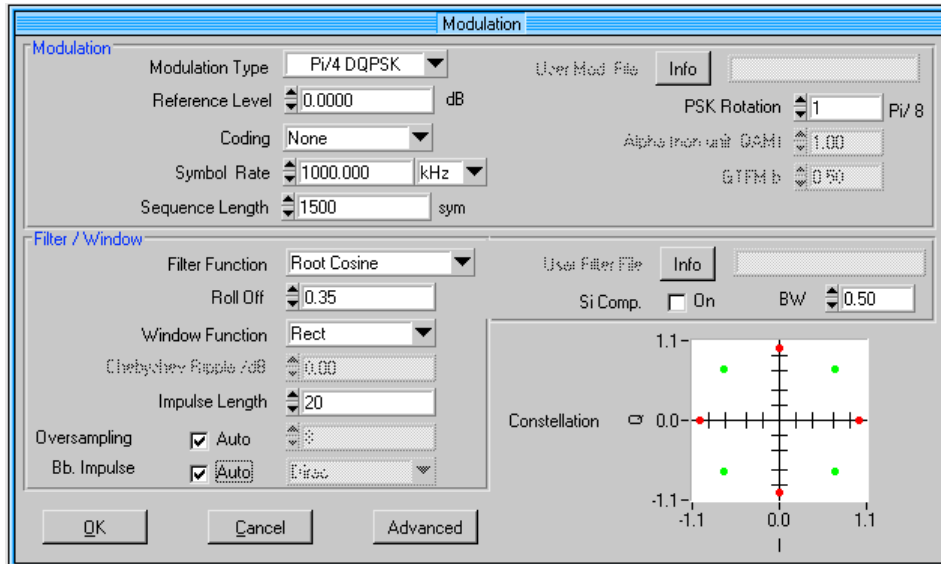 Modulation
Modulation
Modulation Type Pi/4 DQPSK User Mod. File Info
Reference Level 0.0000 dB PSK Rotation 1 Pi/ 8
Coding None Alpha (non unit QAM) 1.00
Symbol Rate 1000.000 kHz GTFM b 0.50
Sequence Length 1500 sym
Filter / Window
Filter Function Root Cosine User Filter File Info
Roll Off 0.35 Si Comp. On BW 0.50
Window Function Rect
Chebychev Ripple /dB 0.00
Impulse Length 20
Oversampling Auto 8
Bb. Impulse Auto Dirac
Constellation Q 1.1 0.0 -1.1
-1.1 0.0 1.1
I
OK Cancel Advanced